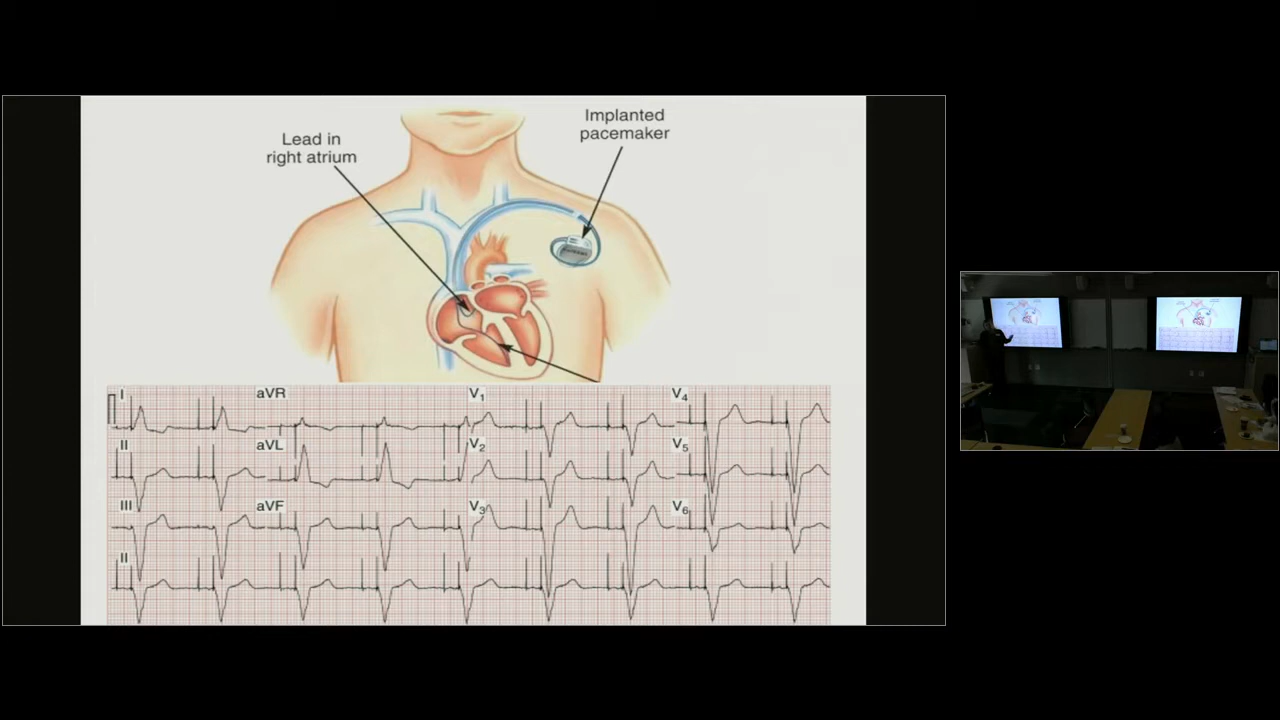 Implanted
pacemaker
Lead in
right atrium
I
aVR
V1
V4
II
aVL
V2
V5
III
aVF
V3
V6
II